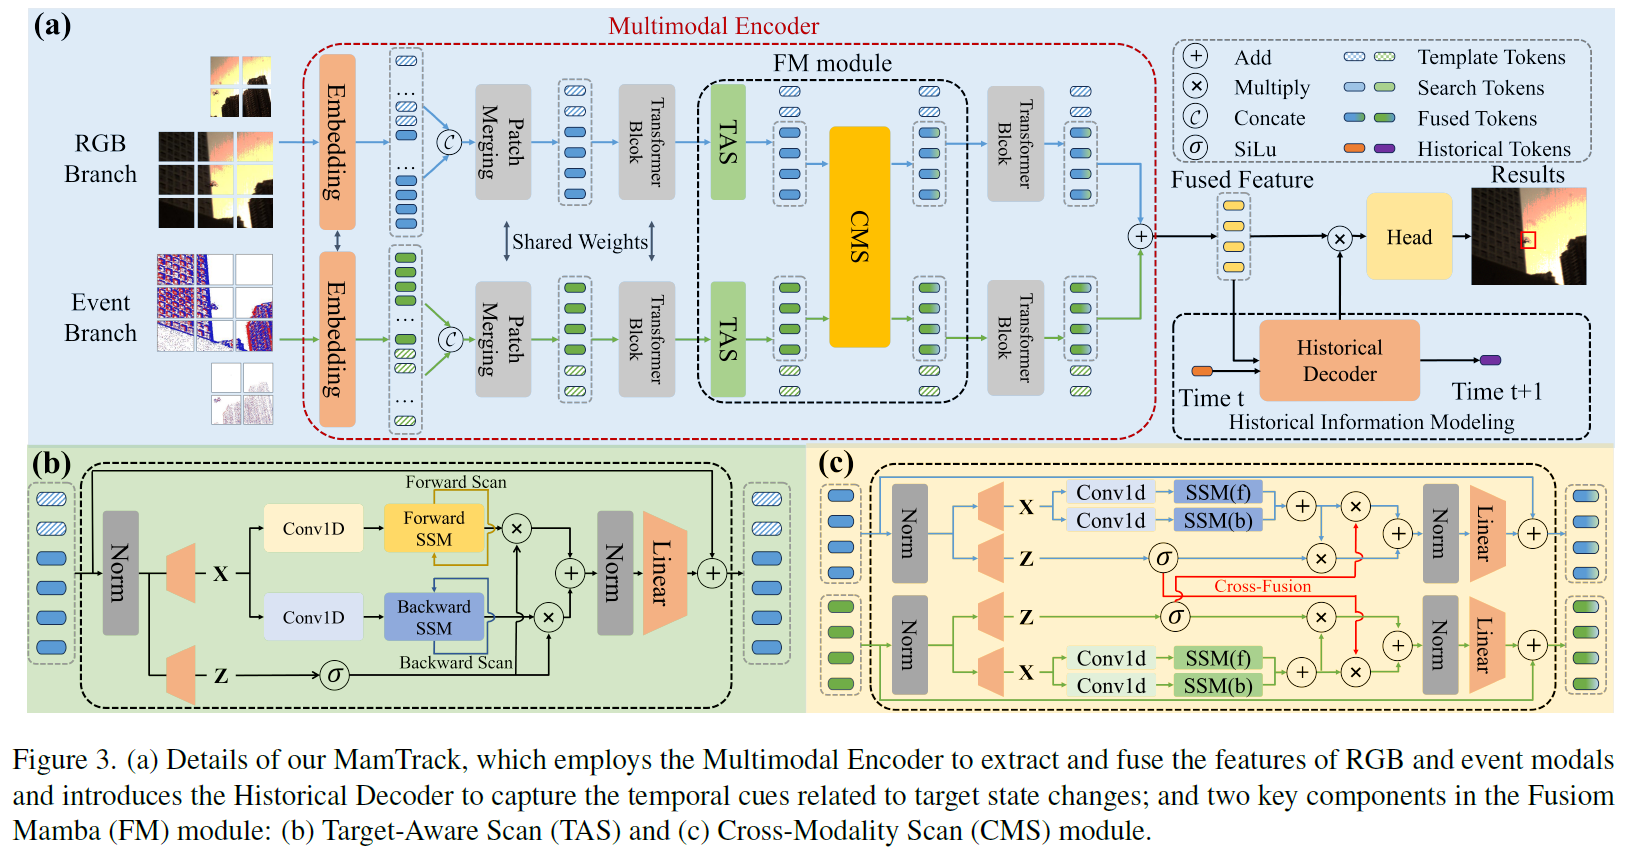 (a)
Multimodal Encoder
FM module
RGB
Branch
Event
Branch
Embedding
Embedding
...
...
...
...
C
C
Patch
Merging
Patch
Merging
Shared Weights
Transformer
Blcok
Transformer
Blcok
TAS
TAS
CMS
Transformer
Blcok
Transformer
Blcok
+
+ Add
× Multiply
C Concate
σ SiLu
Template Tokens
Search Tokens
Fused Tokens
Historical Tokens
Fused Feature
Results
×
Head
Historical
Decoder
Time t
Time t+1
Historical Information Modeling
(b)
Norm
X
Z
Conv1D
Conv1D
Forward Scan
Forward
SSM
Backward
SSM
Backward Scan
σ
×
×
+
Norm
Linear
+
(c)
Norm
X
Z
Conv1d
SSM(f)
Conv1d
SSM(b)
+
×
σ
×
+
Norm
Linear
+
Cross-Fusion
Norm
Z
X
σ
×
Conv1d
SSM(f)
Conv1d
SSM(b)
+
×
+
Norm
Linear
+
Figure 3. (a) Details of our MamTrack, which employs the Multimodal Encoder to extract and fuse the features of RGB and event modals
and introduces the Historical Decoder to capture the temporal cues related to target state changes; and two key components in the Fusiom
Mamba (FM) module: (b) Target-Aware Scan (TAS) and (c) Cross-Modality Scan (CMS) module.